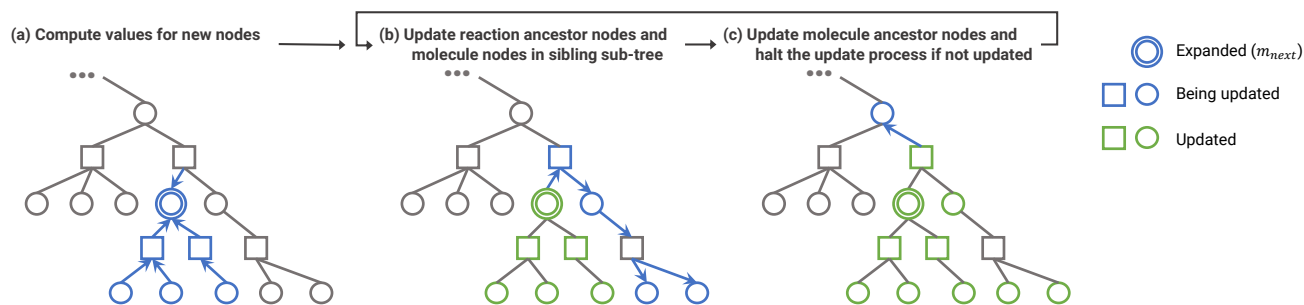 (a) Compute values for new nodes
(b) Update reaction ancestor nodes and
molecule nodes in sibling sub-tree
(c) Update molecule ancestor nodes and
halt the update process if not updated
Expanded (m_next)
Being updated
Updated